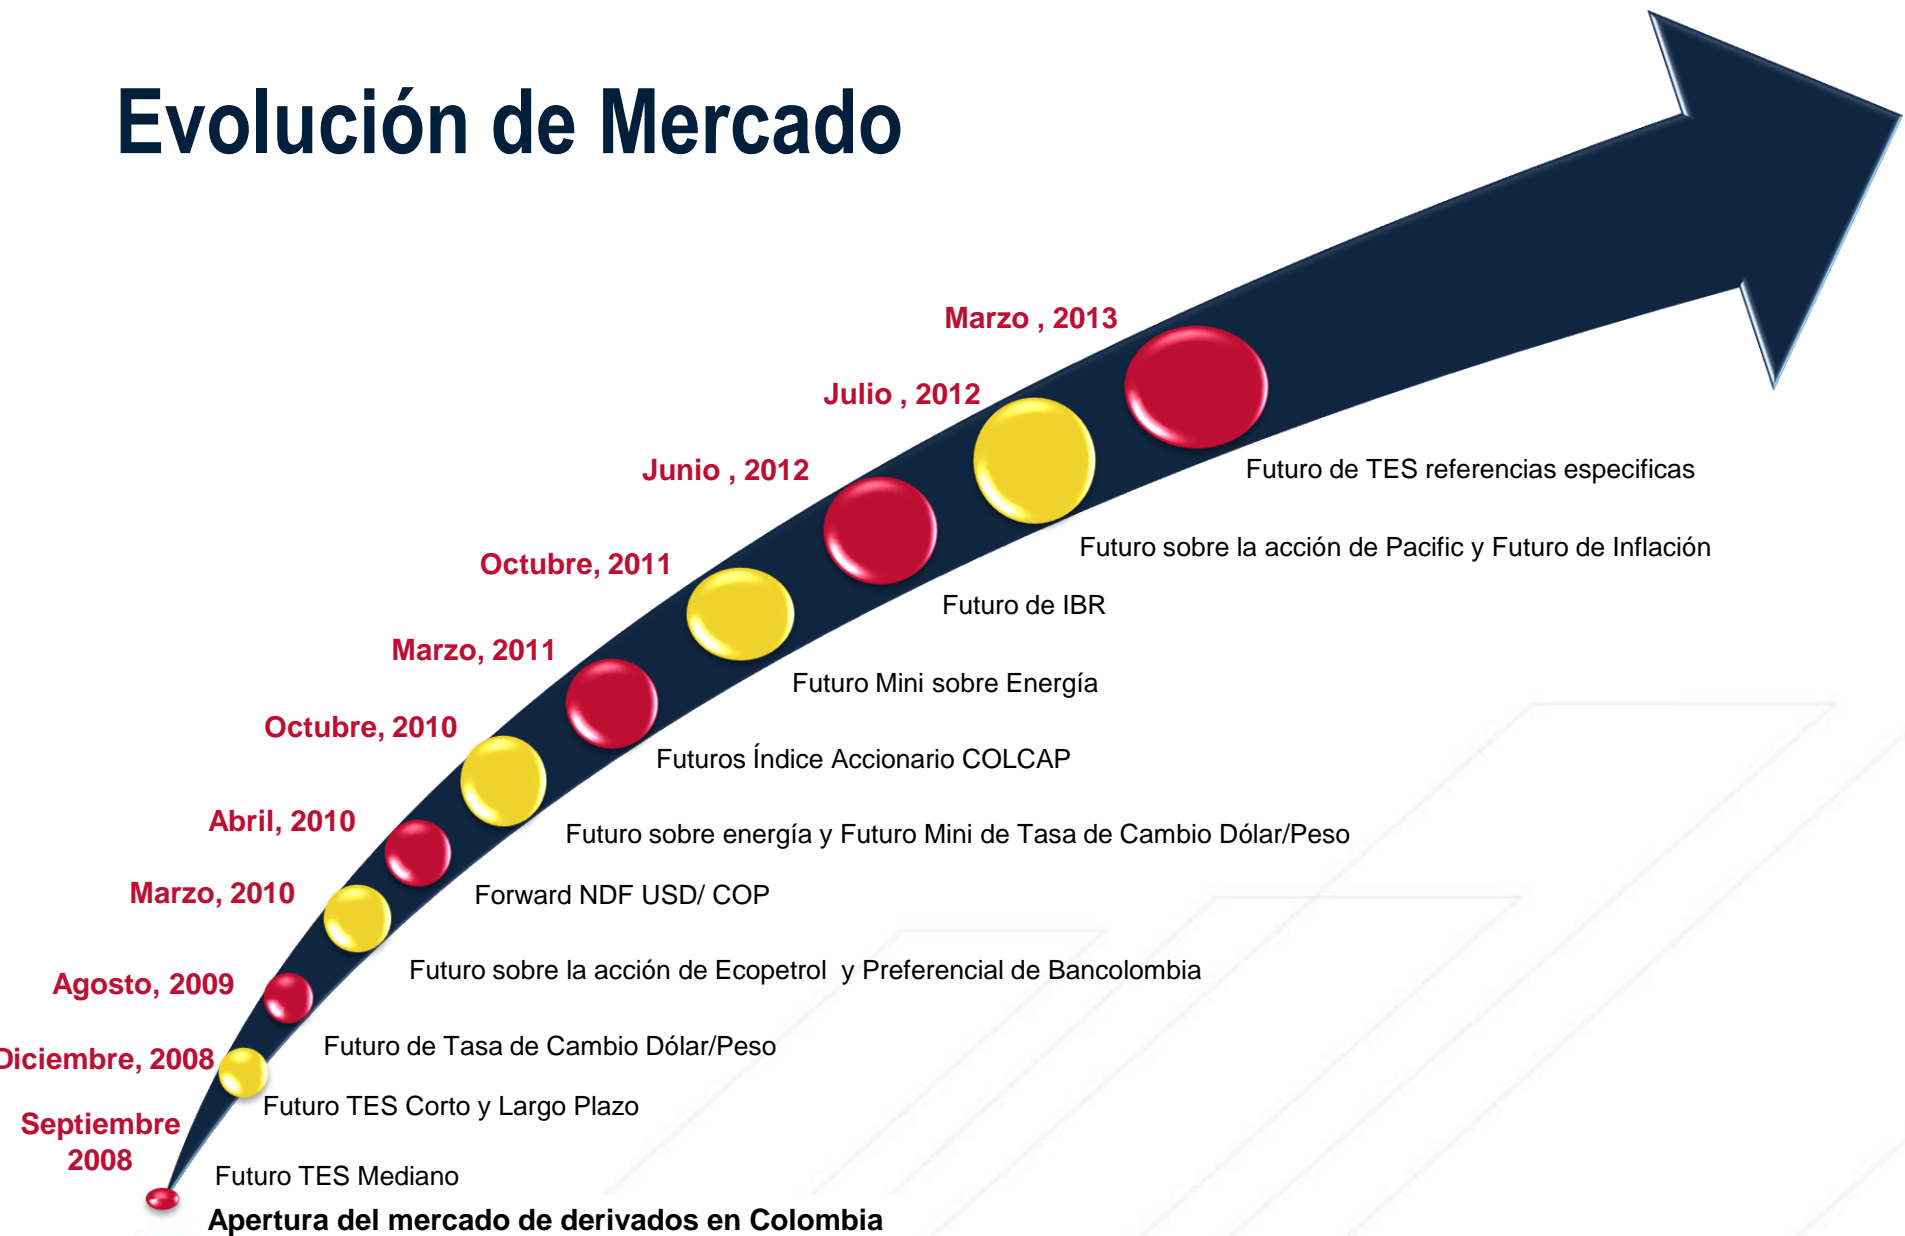 Evolución de Mercado
Marzo , 2013
Futuro de TES referencias especificas
Julio , 2012
Futuro sobre la acción de Pacific y Futuro de Inflación
Junio , 2012
Futuro de IBR
Octubre, 2011
Futuro Mini sobre Energía
Marzo, 2011
Futuros Índice Accionario COLCAP
Octubre, 2010
Futuro sobre energía y Futuro Mini de Tasa de Cambio Dólar/Peso
Abril, 2010
Forward NDF USD/ COP
Marzo, 2010
Futuro sobre la acción de Ecopetrol y Preferencial de Bancolombia
Agosto, 2009
Futuro de Tasa de Cambio Dólar/Peso
Diciembre, 2008
Futuro TES Corto y Largo Plazo
Septiembre
2008
Futuro TES Mediano
Apertura del mercado de derivados en Colombia